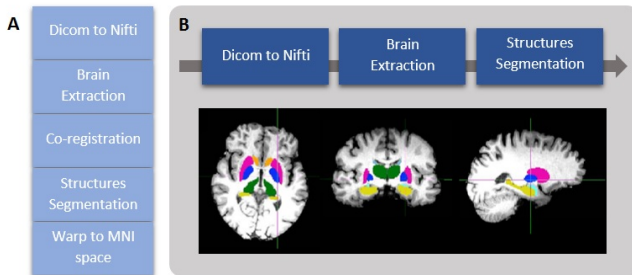 A
Dicom to Nifti
Brain
Extraction
Co-registration
Structures
Segmentation
Warp to MNI
space
B
Dicom to Nifti
Brain
Extraction
Structures
Segmentation